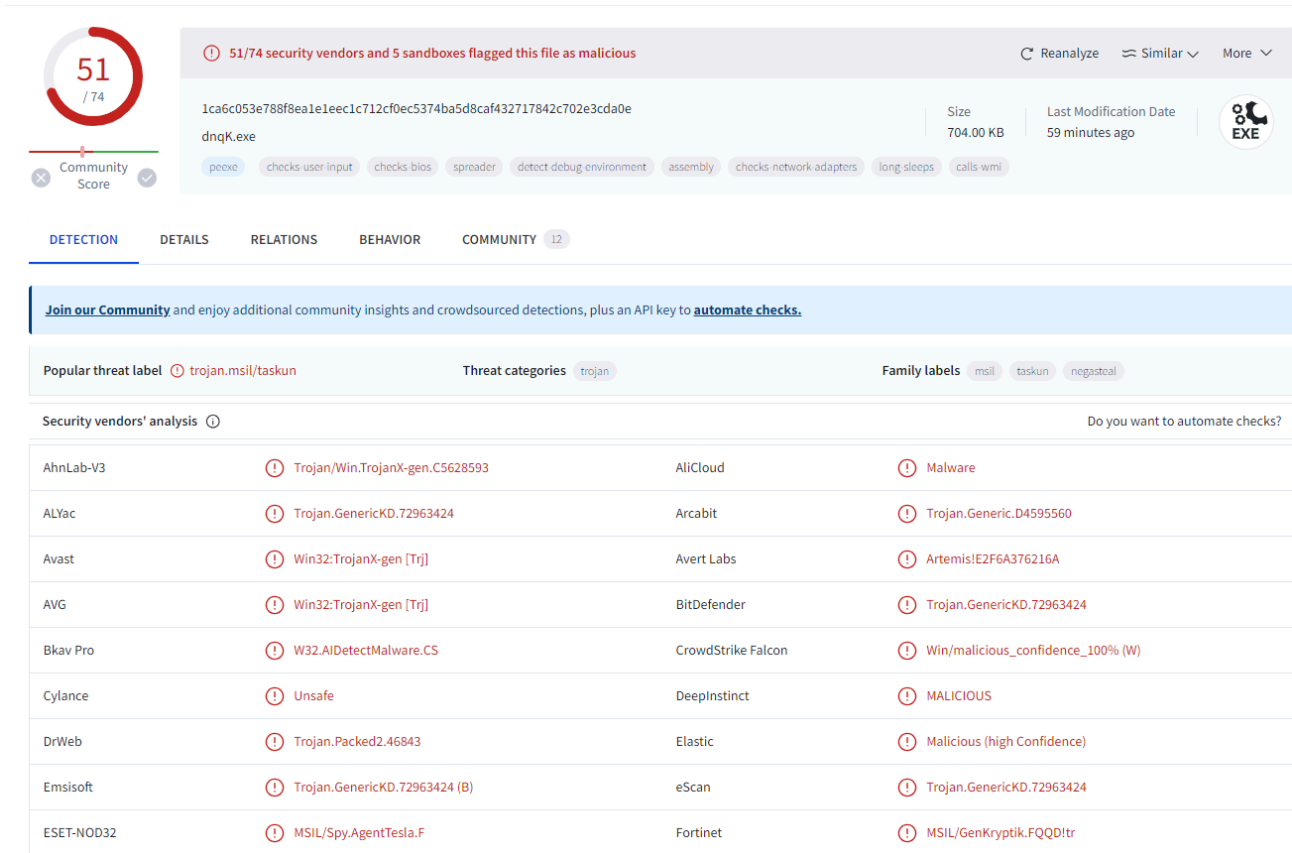 51
/ 74
Community
Score
51/74 security vendors and 5 sandboxes flagged this file as malicious
Reanalyze Similar More
1ca6c053e788f8ea1e1eec1c712cf0ec5374ba5d8caf432717842c702e3cda0e
dnqK.exe
Size
704.00 KB
Last Modification Date
59 minutes ago
EXE
peexe checks-user-input checks-bios spreader detect-debug-environment assembly checks-network-adapters long-sleeps calls-wmi
DETECTION DETAILS RELATIONS BEHAVIOR COMMUNITY 12
Join our Community and enjoy additional community insights and crowdsourced detections, plus an API key to automate checks.
Popular threat label trojan.msil/taskun Threat categories trojan Family labels msil taskun negasteal
Security vendors' analysis Do you want to automate checks?
AhnLab-V3 Trojan/Win.TrojanX-gen.C5628593 AliCloud Malware
ALYac Trojan.GenericKD.72963424 Arcabit Trojan.Generic.D4595560
Avast Win32:TrojanX-gen [Trj] Avert Labs Artemis!E2F6A376216A
AVG Win32:TrojanX-gen [Trj] BitDefender Trojan.GenericKD.72963424
Bkav Pro W32.AIDetectMalware.CS CrowdStrike Falcon Win/malicious_confidence_100% (W)
Cylance Unsafe DeepInstinct MALICIOUS
DrWeb Trojan.Packed2.46843 Elastic Malicious (high Confidence)
Emsisoft Trojan.GenericKD.72963424 (B) eScan Trojan.GenericKD.72963424
ESET-NOD32 MSIL/Spy.AgentTesla.F Fortinet MSIL/GenKryptik.FQQD!tr